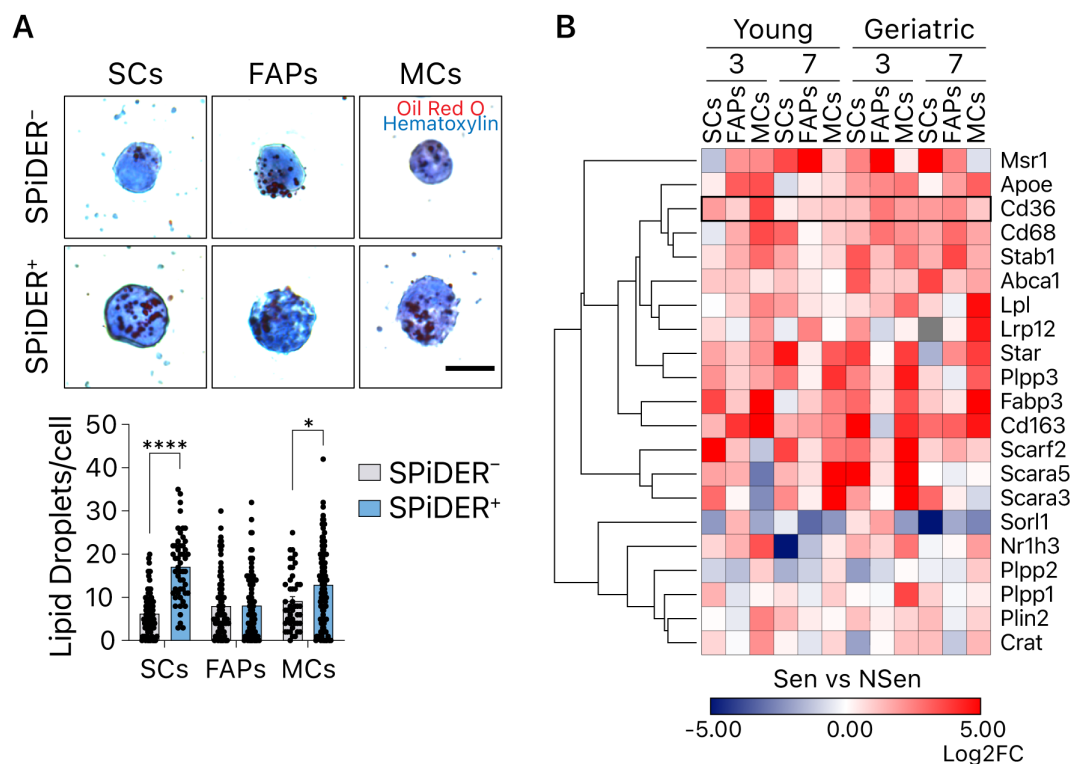 A
SCs FAPs MCs
SPiDER⁻
Oil Red O
Hematoxylin
SPiDER⁺
Lipid Droplets/cell
50
40
30
20
10
0
****
*
SCs FAPs MCs
SPiDER⁻
SPiDER⁺
B
Young Geriatric
3 7 3 7
SCs FAPs MCs SCs FAPs MCs SCs FAPs MCs SCs FAPs MCs
Msr1
Apoe
Cd36
Cd68
Stab1
Abca1
Lpl
Lrp12
Star
Plpp3
Fabp3
Cd163
Scarf2
Scara5
Scara3
Sorl1
Nr1h3
Plpp2
Plpp1
Plin2
Crat
Sen vs NSen
-5.00 0.00 5.00
Log2FC